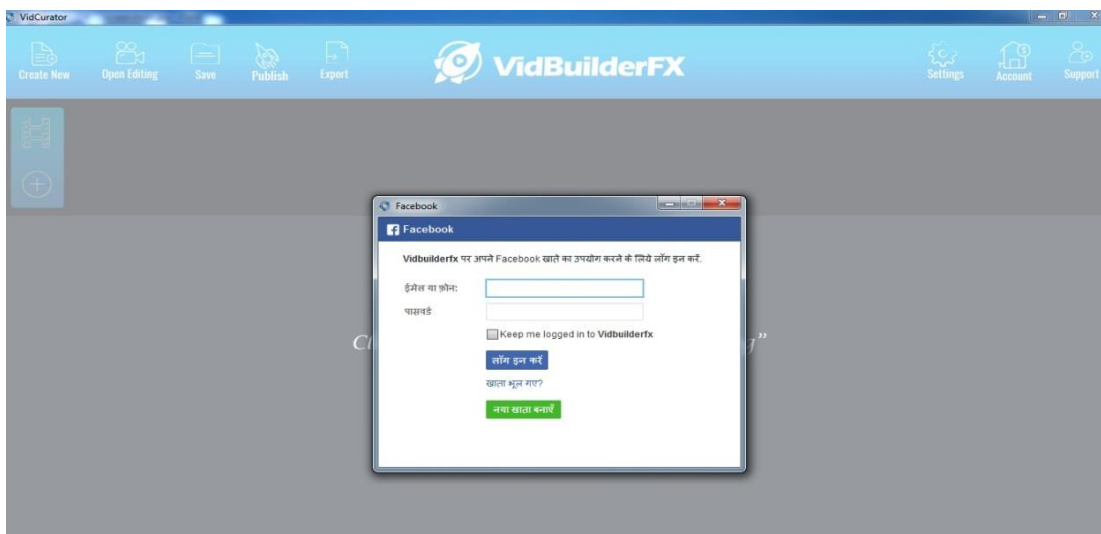 VidCurator
Create New Open Editing Save Publish Export VidBuilderFX Settings Account Support
Facebook
Facebook
Vidbuilderfx पर अपने Facebook खाते का उपयोग करने के लिये लॉग इन करें.
ईमेल या फ़ोन:
पासवर्ड
Keep me logged in to Vidbuilderfx
लॉग इन करें
खाता भूल गए?
नया खाता बनाएँ